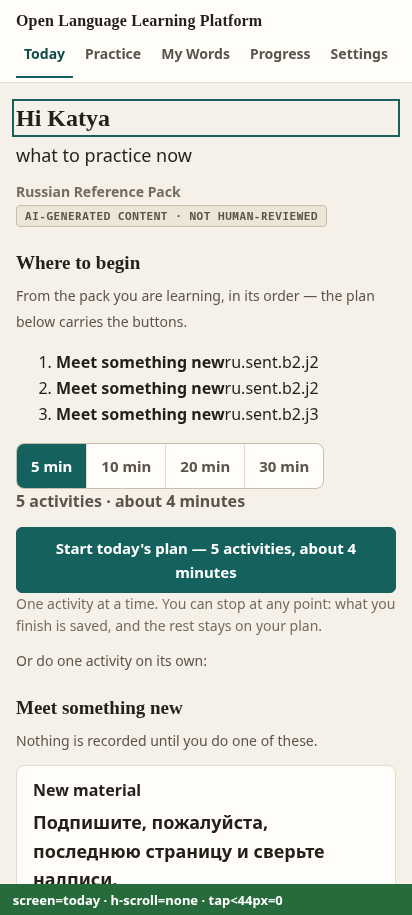 Open Language Learning Platform
Today Practice My Words Progress Settings
Hi Katya
what to practice now
Russian Reference Pack
AI-GENERATED CONTENT · NOT HUMAN-REVIEWED
Where to begin
From the pack you are learning, in its order — the plan
below carries the buttons.
1. Meet something newru.sent.b2.j2
2. Meet something newru.sent.b2.j2
3. Meet something newru.sent.b2.j3
5 min 10 min 20 min 30 min
5 activities · about 4 minutes
Start today's plan — 5 activities, about 4
minutes
One activity at a time. You can stop at any point: what you
finish is saved, and the rest stays on your plan.
Or do one activity on its own:
Meet something new
Nothing is recorded until you do one of these.
New material
Подпишите, пожалуйста,
последнюю страницу и сверьте
надписи.
screen=today · h-scroll=none · tap<44px=0